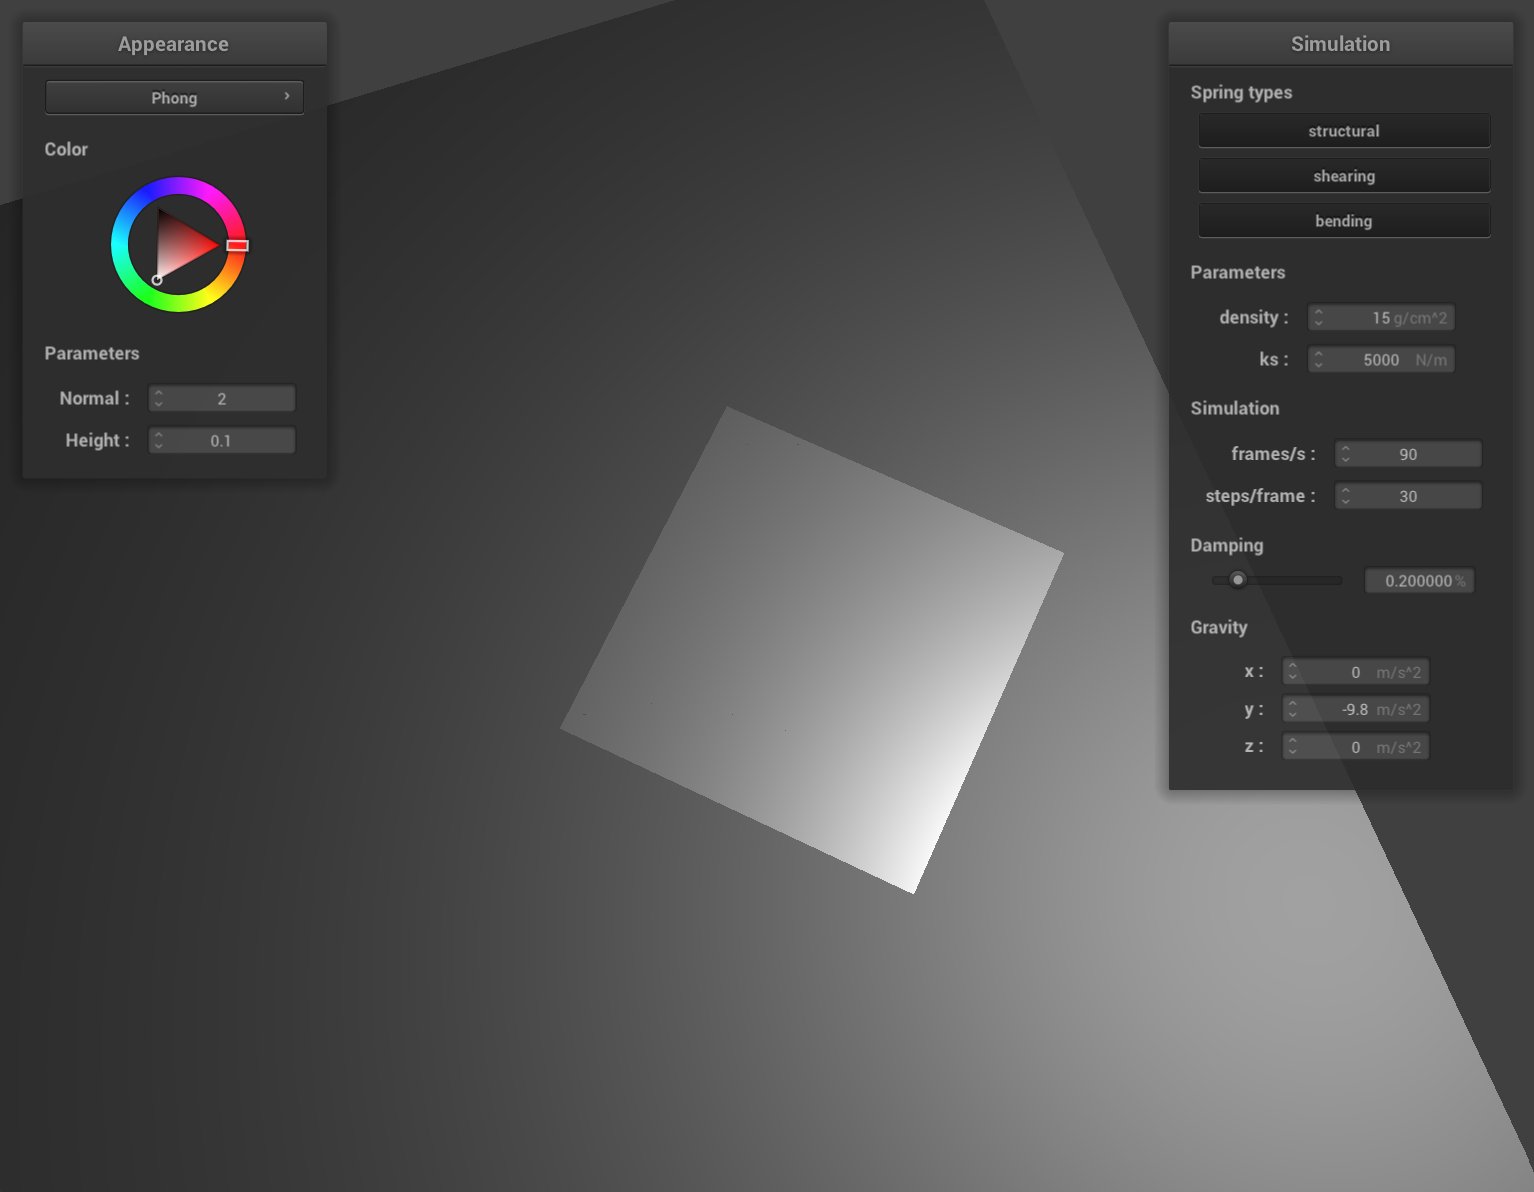 Appearance
Phong
Color
Parameters
Normal : 2
Height : 0.1
Simulation
Spring types
structural
shearing
bending
Parameters
density : 15 g/cm^2
ks : 5000 N/m
Simulation
frames/s : 90
steps/frame : 30
Damping
0.200000 %
Gravity
x : 0 m/s^2
y : -9.8 m/s^2
z : 0 m/s^2